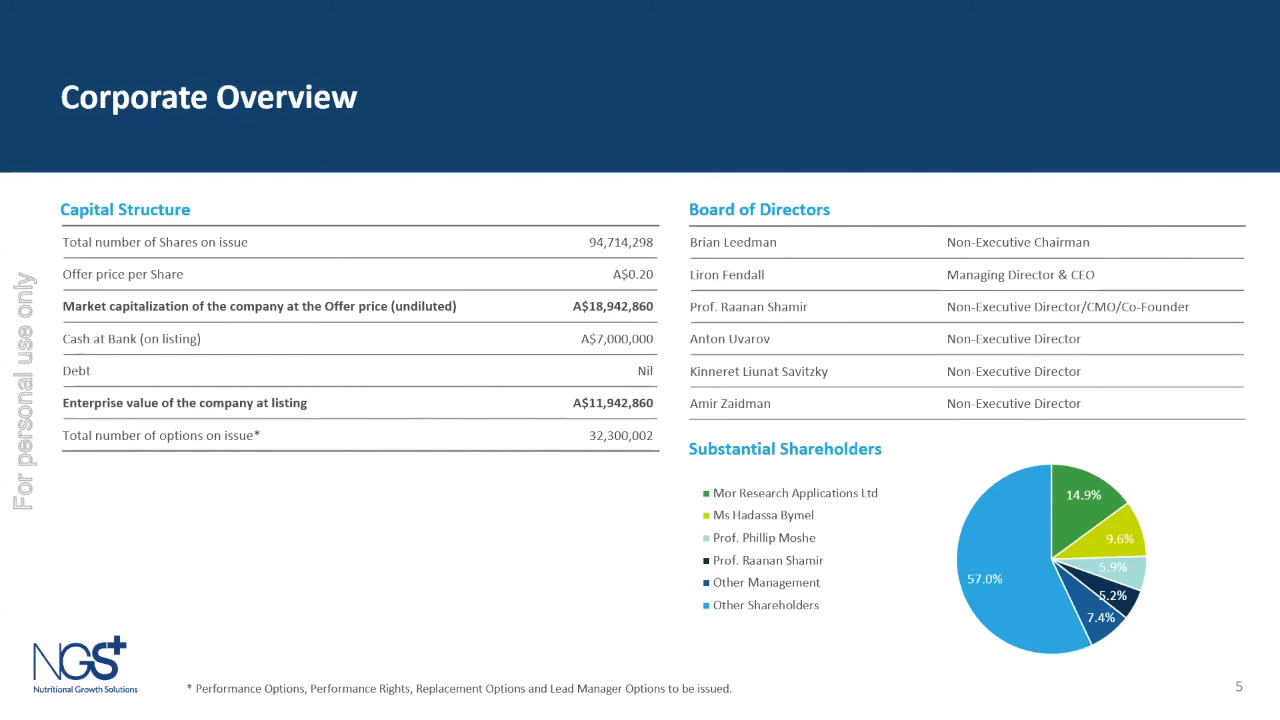 Corporate Overview
For personal use only
Capital Structure
Total number of Shares on issue 94,714,298
Offer price per Share A$0.20
Market capitalization of the company at the Offer price (undiluted) A$18,942,860
Cash at Bank (on listing) A$7,000,000
Debt Nil
Enterprise value of the company at listing A$11,942,860
Total number of options on issue* 32,300,002
Board of Directors
Brian Leedman Non-Executive Chairman
Liron Fendall Managing Director & CEO
Prof. Raanan Shamir Non-Executive Director/CMO/Co-Founder
Anton Uvarov Non-Executive Director
Kinneret Liunat Savitzky Non-Executive Director
Amir Zaidman Non-Executive Director
Substantial Shareholders
Mor Research Applications Ltd
Ms Hadassa Bymel
Prof. Phillip Moshe
Prof. Raanan Shamir
Other Management
Other Shareholders
14.9%
9.6%
5.9%
5.2%
7.4%
57.0%
NGS+
Nutritional Growth Solutions
* Performance Options, Performance Rights, Replacement Options and Lead Manager Options to be issued.
5